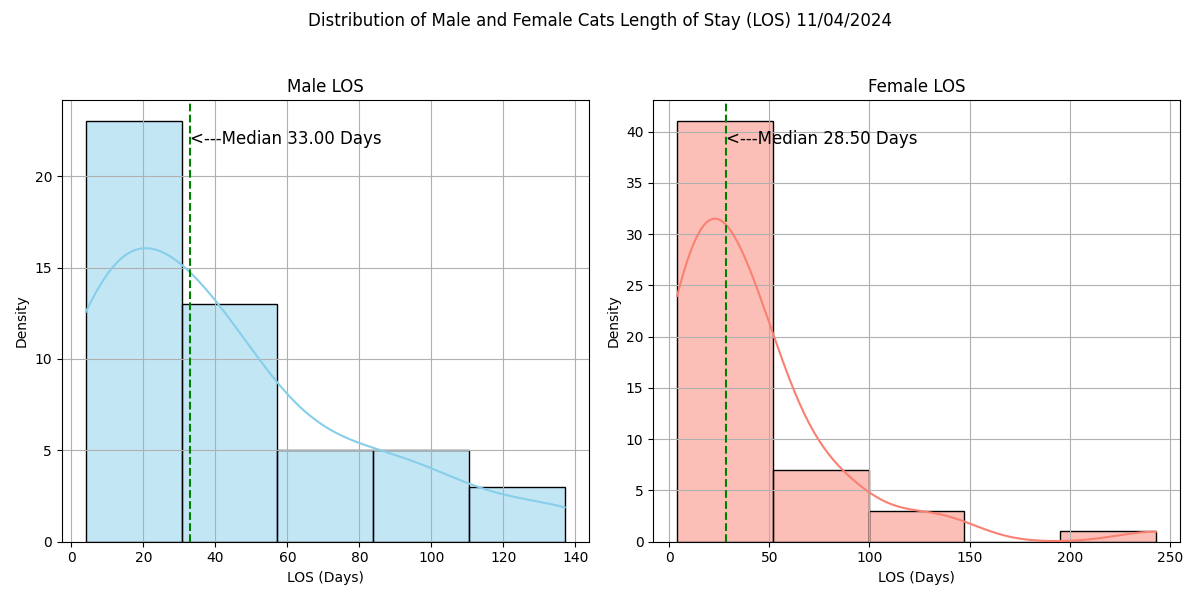 Distribution of Male and Female Cats Length of Stay (LOS) 11/04/2024
Male LOS
<---Median 33.00 Days
Density
20
15
10
5
0
0 20 40 60 80 100 120 140
LOS (Days)
Female LOS
<---Median 28.50 Days
Density
40
35
30
25
20
15
10
5
0
0 50 100 150 200 250
LOS (Days)